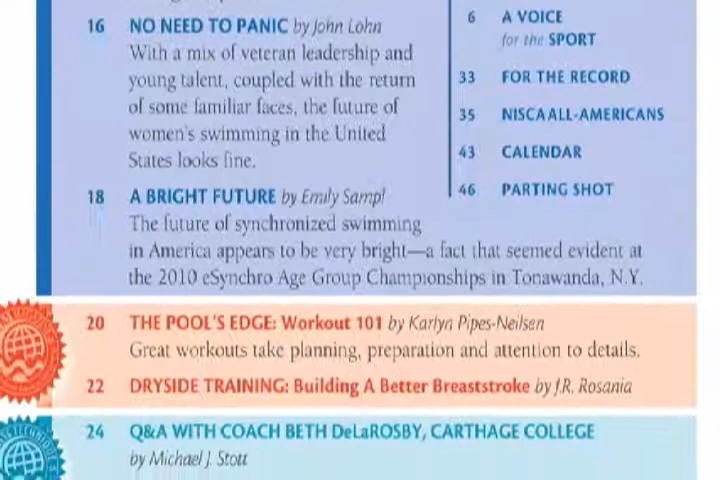 16 NO NEED TO PANIC by John Lohn
With a mix of veteran leadership and
young talent, coupled with the return
of some familiar faces, the future of
women's swimming in the United
States looks fine.
18 A BRIGHT FUTURE by Emily Sampl
The future of synchronized swimming
in America appears to be very bright—a fact that seemed evident at
the 2010 eSynchro Age Group Championships in Tonawanda, N.Y.
6 A VOICE
for the SPORT
33 FOR THE RECORD
35 NISCA ALL-AMERICANS
43 CALENDAR
46 PARTING SHOT
20 THE POOL'S EDGE: Workout 101 by Karlyn Pipes-Neilsen
Great workouts take planning, preparation and attention to details.
22 DRYSIDE TRAINING: Building A Better Breaststroke by J.R. Rosania
24 Q&A WITH COACH BETH DeLaROSBY, CARTHAGE COLLEGE
by Michael J. Stott